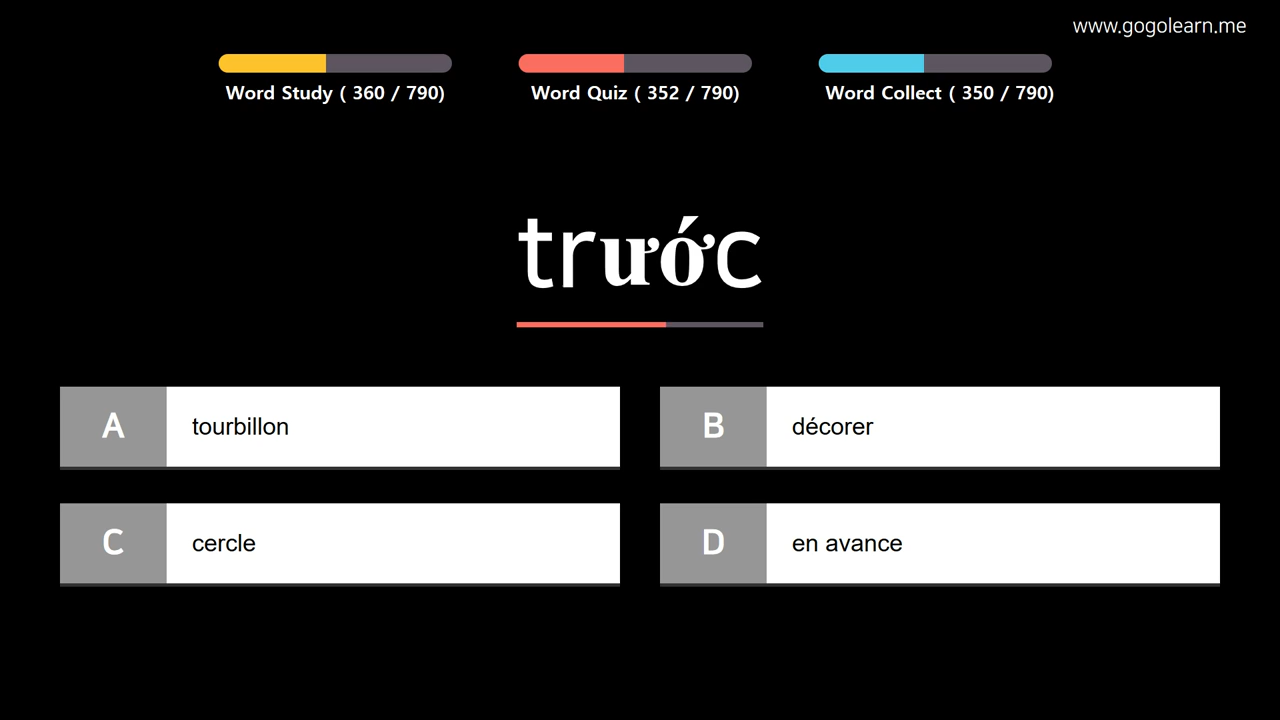 www.gogolearn.me
Word Study ( 360 / 790)
Word Quiz ( 352 / 790)
Word Collect ( 350 / 790)
trước
A tourbillon
B décorer
C cercle
D en avance